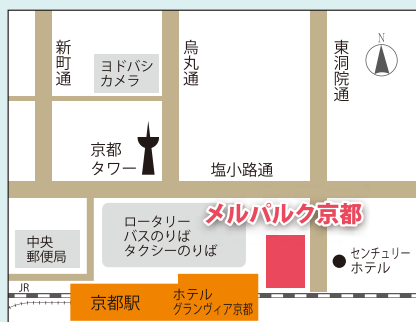 新町通
烏丸通
東洞院通
N
ヨドバシ
カメラ
京都
タワー
塩小路通
メルパルク京都
ロータリー
バスのりば
タクシーのりば
中央
郵便局
センチュリー
ホテル
JR
京都駅
ホテル
グランヴィア京都